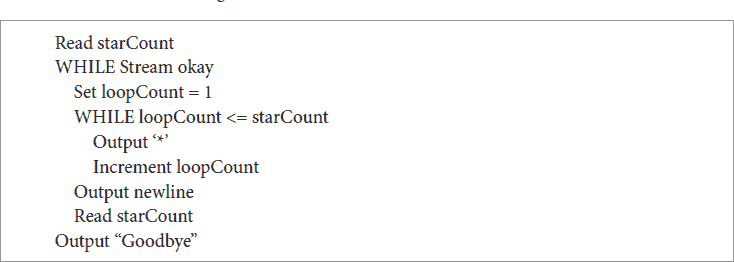 Read starCount
WHILE Stream okay
Set loopCount = 1
WHILE loopCount <= starCount
Output ‘*’
Increment loopCount
Output newline
Read starCount
Output “Goodbye”